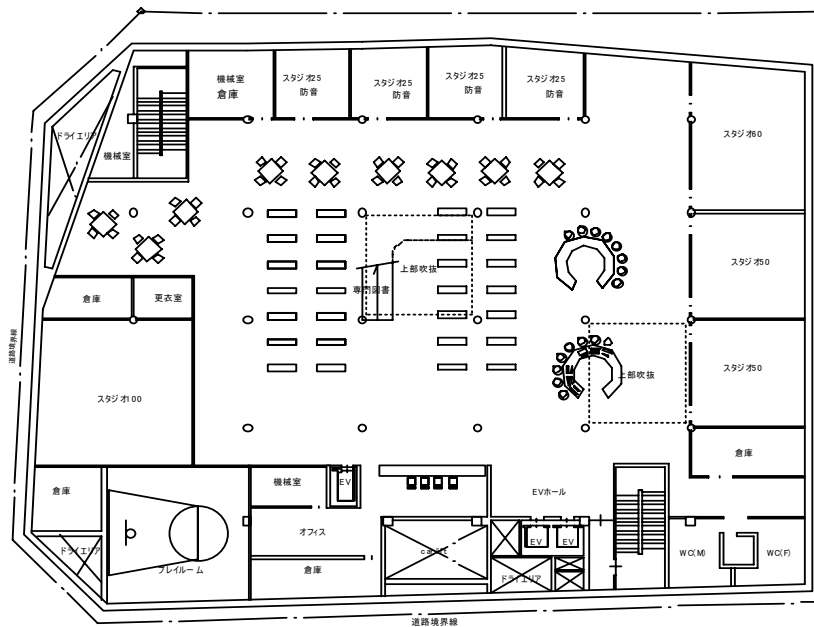 機械室
倉庫
スタジオ25
防音
スタジオ25
防音
スタジオ25
防音
スタジオ25
防音
ドライエリア
機械室
スタジオ60
上部吹抜
専門図書
スタジオ50
倉庫
更衣室
道路境界線
スタジオ50
上部吹抜
スタジオ100
倉庫
倉庫
機械室
EV
EVホール
オフィス
EV
EV
ドライエリア
プレイルーム
倉庫
ドライエリア
WC(M)
WC(F)
道路境界線